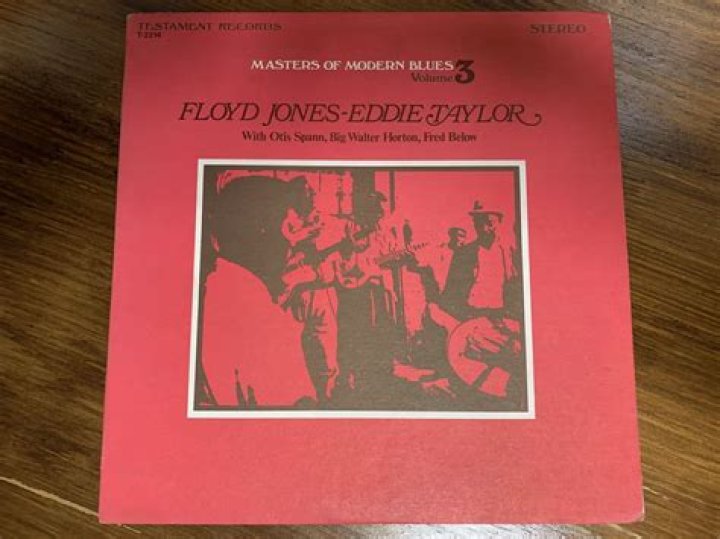 TESTAMENT RECORDS
T-2214
STEREO
MASTERS OF MODERN BLUES
Volume 3
FLOYD JONES-EDDIE TAYLOR
With Otis Spann, Big Walter Horton, Fred Below